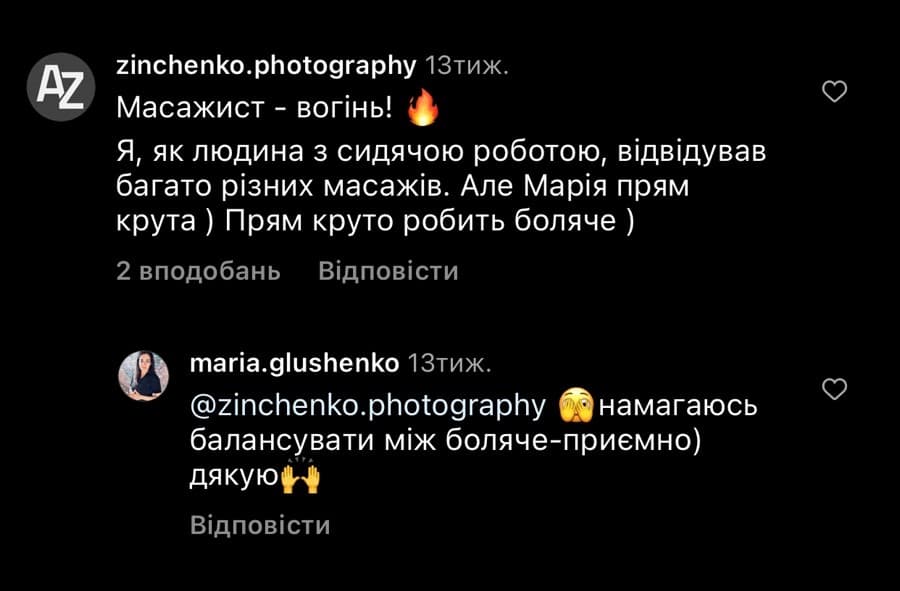 AZ
zinchenko.photography 13тиж.
Масажист - вогінь! 🔥
Я, як людина з сидячою роботою, відвідував
багато різних масажів. Але Марія прям
крута ) Прям круто робить боляче )
2 вподобань Відповісти
maria.glushenko 13тиж.
@zinchenko.photography 🫣намагаюсь
балансувати між боляче-приємно)
дякую🙌
Відповісти